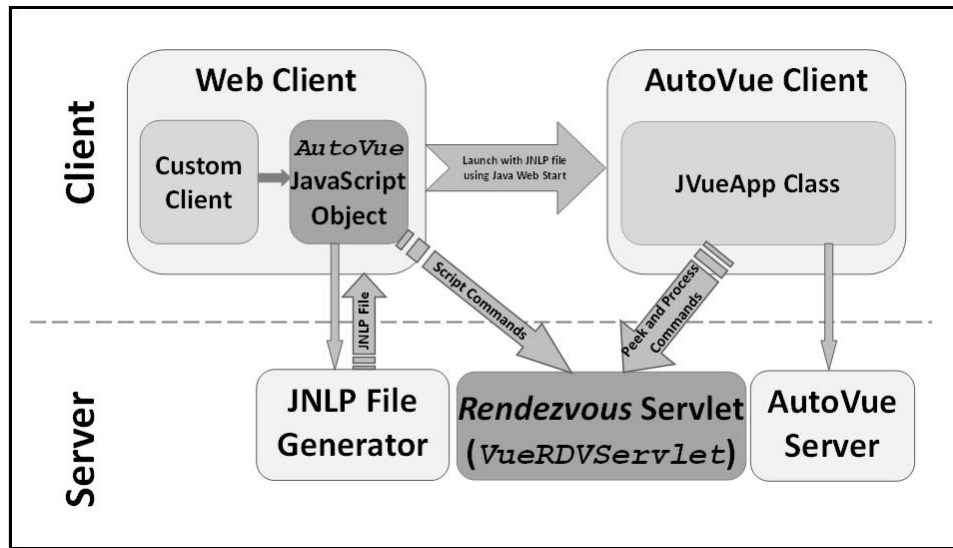 Client
Web Client
Custom
Client
AutoVue
JavaScript
Object
Launch with JNLP file
using Java Web Start
AutoVue Client
JVueApp Class
JNLP File
Script Commands
Peek and Process
Commands
Server
JNLP File
Generator
Rendezvous Servlet
(VueRDVServlet)
AutoVue
Server